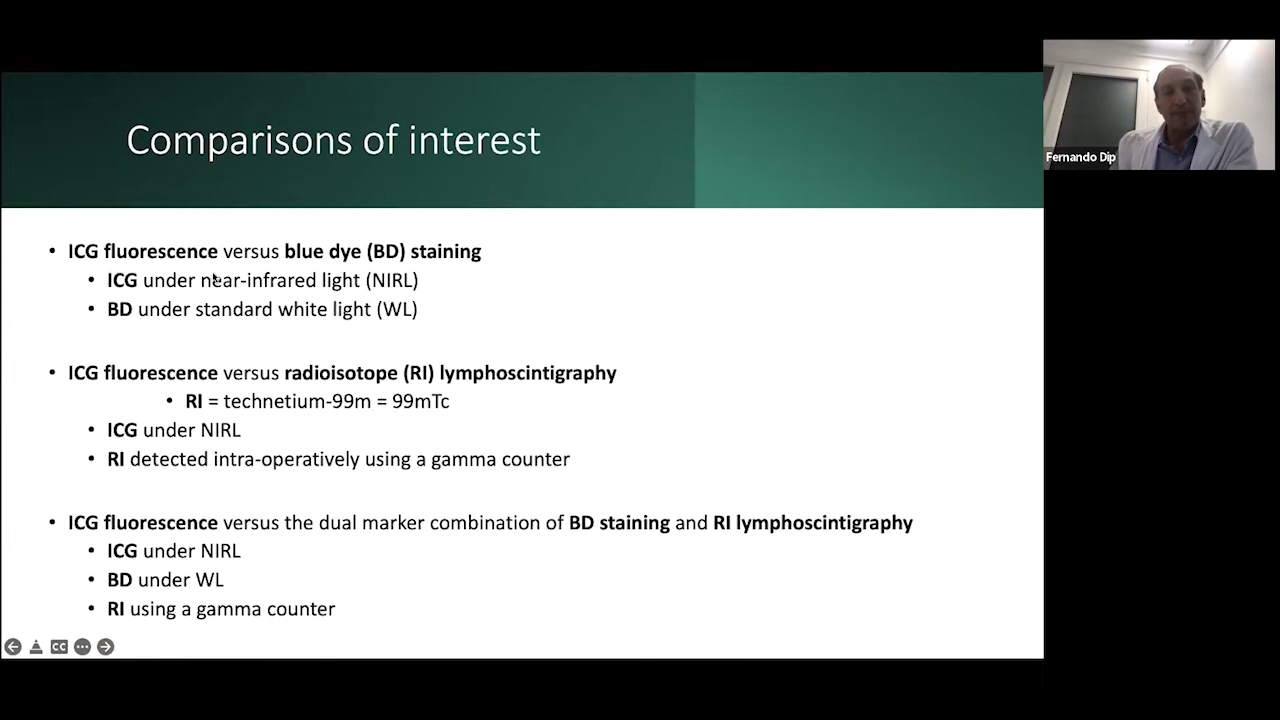 Comparisons of interest
Fernando Dip
• ICG fluorescence versus blue dye (BD) staining
• ICG under near-infrared light (NIRL)
• BD under standard white light (WL)
• ICG fluorescence versus radioisotope (RI) lymphoscintigraphy
• RI = technetium-99m = 99mTc
• ICG under NIRL
• RI detected intra-operatively using a gamma counter
• ICG fluorescence versus the dual marker combination of BD staining and RI lymphoscintigraphy
• ICG under NIRL
• BD under WL
• RI using a gamma counter
CC